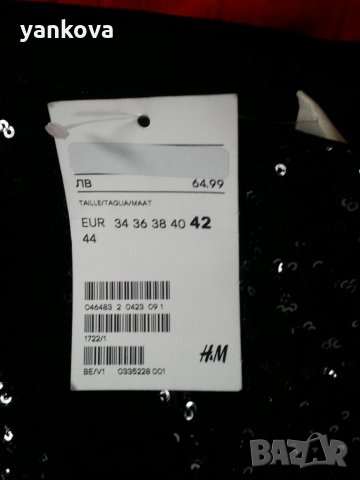 yankova
ЛВ 64.99
TAILLE/TAGLIA/MAAT
EUR 34 36 38 40 42
44
046483 2 0423 09 1
1722/1
H&M
BE/V1 0335228 001
BAZAR